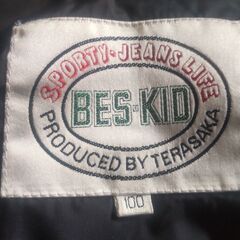 SPORTY·JEANS LIFE
BES-KID
PRODUCED BY TERASAKA
100